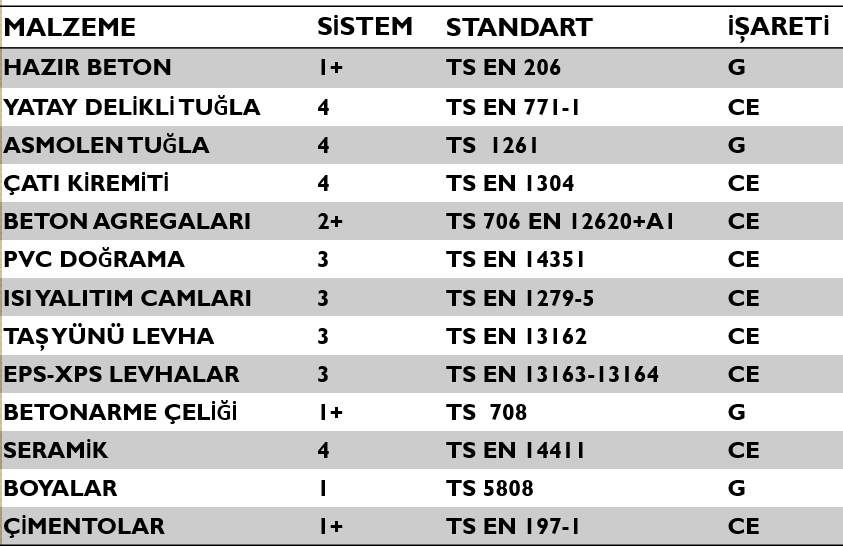 MALZEME SİSTEM STANDART İŞARETİ
HAZIR BETON 1+ TS EN 206 G
YATAY DELİKLİ TUĞLA 4 TS EN 771-1 CE
ASMOLEN TUĞLA 4 TS 1261 G
ÇATI KİREMİTİ 4 TS EN 1304 CE
BETON AGREGALARI 2+ TS 706 EN 12620+A1 CE
PVC DOĞRAMA 3 TS EN 14351 CE
ISI YALITIM CAMLARI 3 TS EN 1279-5 CE
TAŞ YÜNÜ LEVHA 3 TS EN 13162 CE
EPS-XPS LEVHALAR 3 TS EN 13163-13164 CE
BETONARME ÇELİĞİ 1+ TS 708 G
SERAMİK 4 TS EN 14411 CE
BOYALAR 1 TS 5808 G
ÇİMENTOLAR 1+ TS EN 197-1 CE